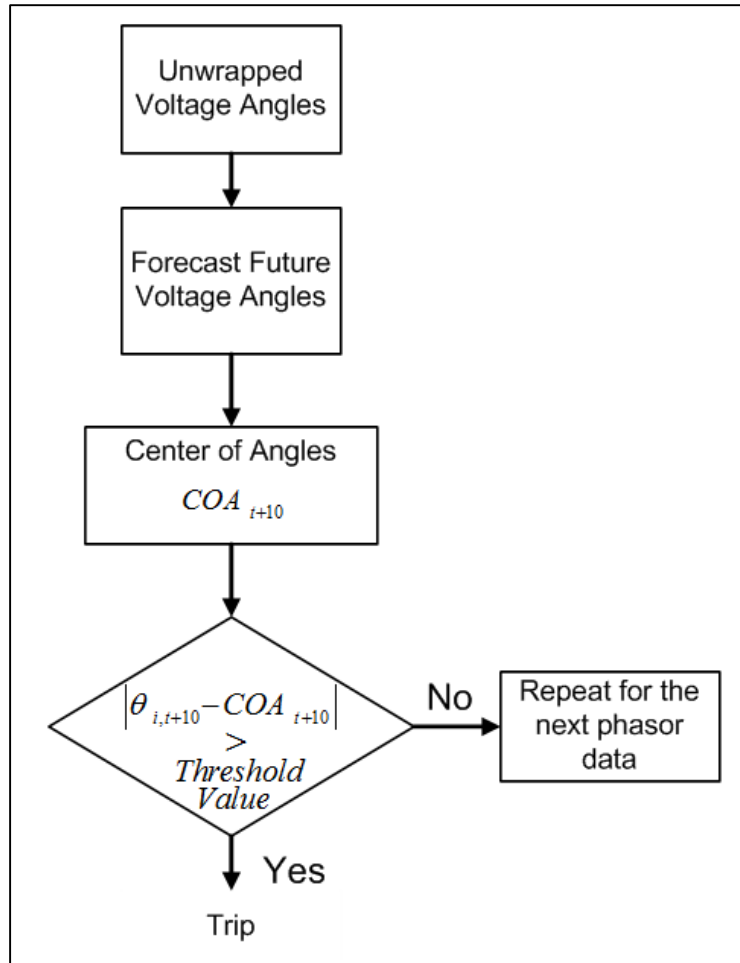 Unwrapped
Voltage Angles
Forecast Future
Voltage Angles
Center of Angles
COA t+10
|θ i,t+10 − COA t+10|
>
Threshold
Value
No
Repeat for the
next phasor
data
Yes
Trip